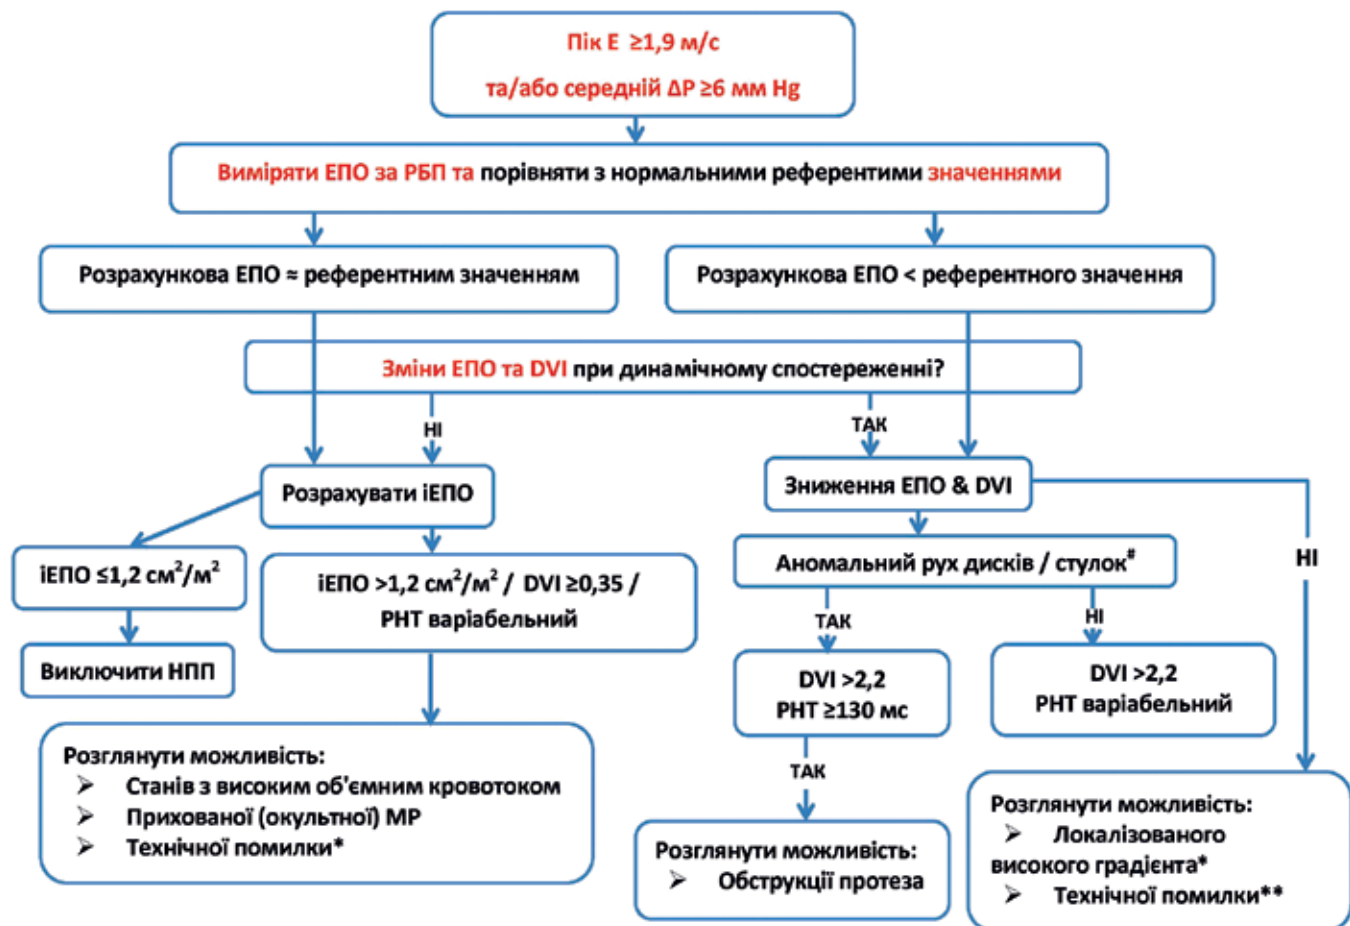 Пік E ≥1,9 м/с
та/або середній ΔP ≥6 мм Hg
Виміряти ЕПО за РБП та порівняти з нормальними референтими значеннями
Розрахункова ЕПО ≈ референтним значенням
Розрахункова ЕПО < референтного значення
Зміни ЕПО та DVI при динамічному спостереженні?
НІ
ТАК
Розрахувати іЕПО
Зниження ЕПО & DVI
іЕПО ≤1,2 см²/м²
іЕПО >1,2 см²/м² / DVI ≥0,35 /
PHT варіабельний
Аномальний рух дисків / стулок#
НІ
ТАК
НІ
Виключити НПП
DVI >2,2
PHT ≥130 мс
DVI >2,2
PHT варіабельний
ТАК
Розглянути можливість:
➢ Станів з високим об'ємним кровотоком
➢ Прихованої (окультної) МР
➢ Технічної помилки*
Розглянути можливість:
➢ Обструкції протеза
Розглянути можливість:
➢ Локалізованого
високого градієнта*
➢ Технічної помилки**